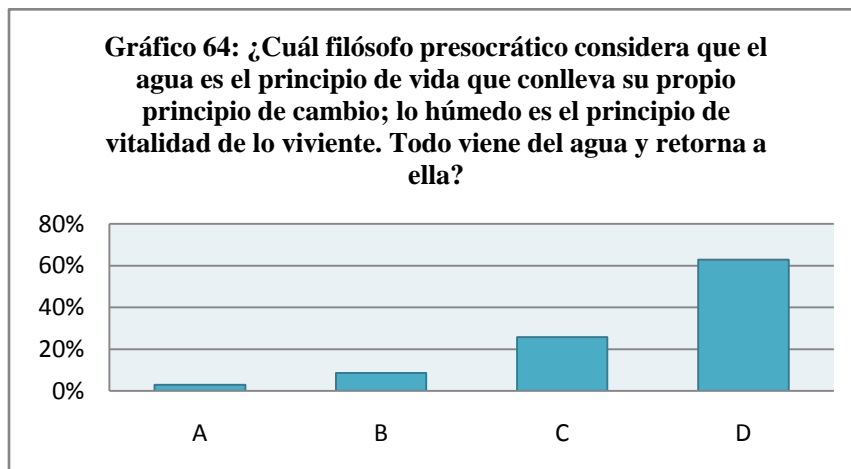 Gráfico 64: ¿Cuál filósofo presocrático considera que el
agua es el principio de vida que conlleva su propio
principio de cambio; lo húmedo es el principio de
vitalidad de lo viviente. Todo viene del agua y retorna a
ella?
80%
60%
40%
20%
0%
A B C D